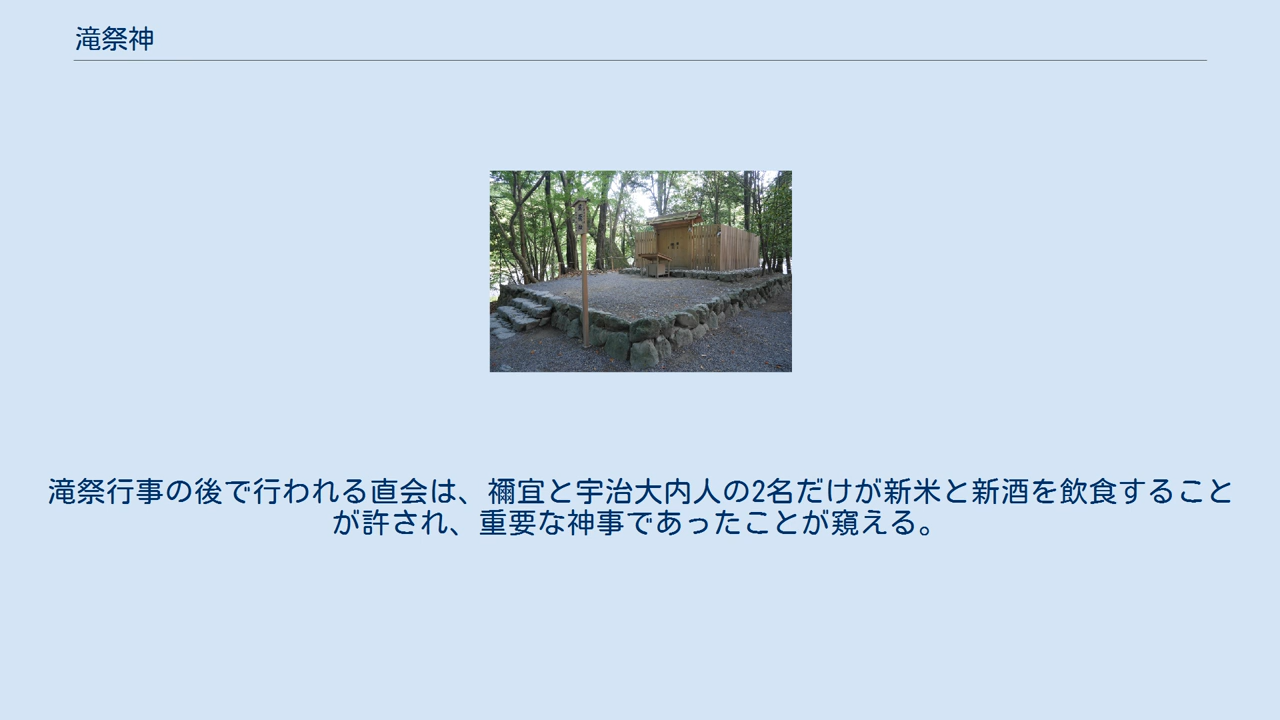 滝祭神
滝祭行事の後で行われる直会は、禰宜と宇治大内人の2名だけが新米と新酒を飲食すること
が許され、重要な神事であったことが窺える。